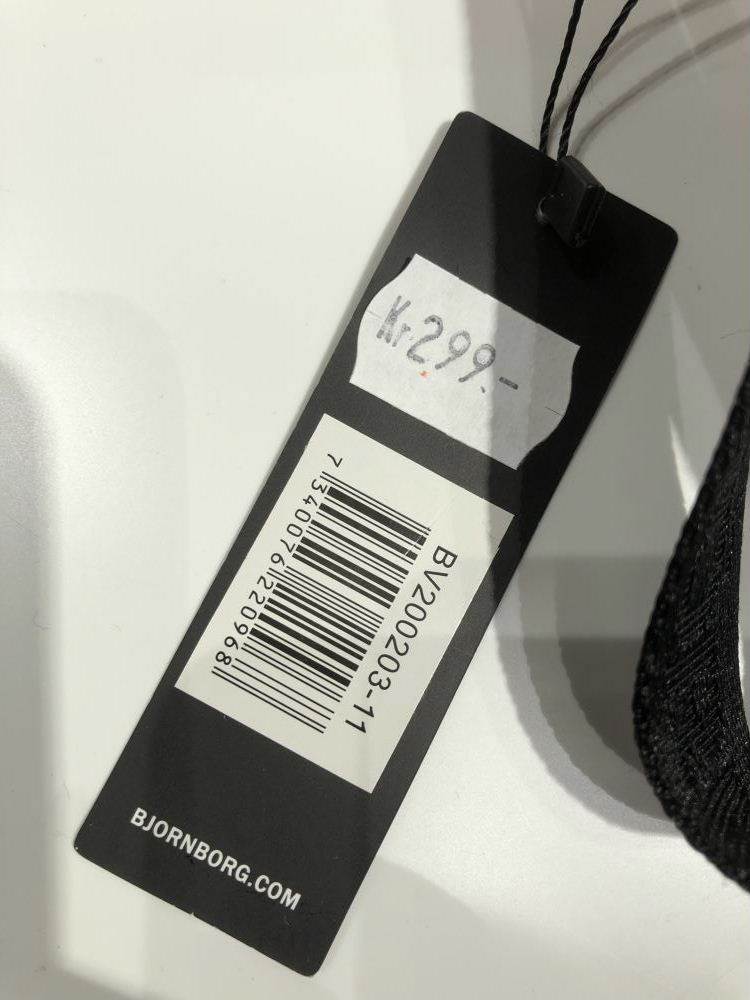 Kr.299.-
BV200203-11
7 340076 220968
BJORNBORG.COM